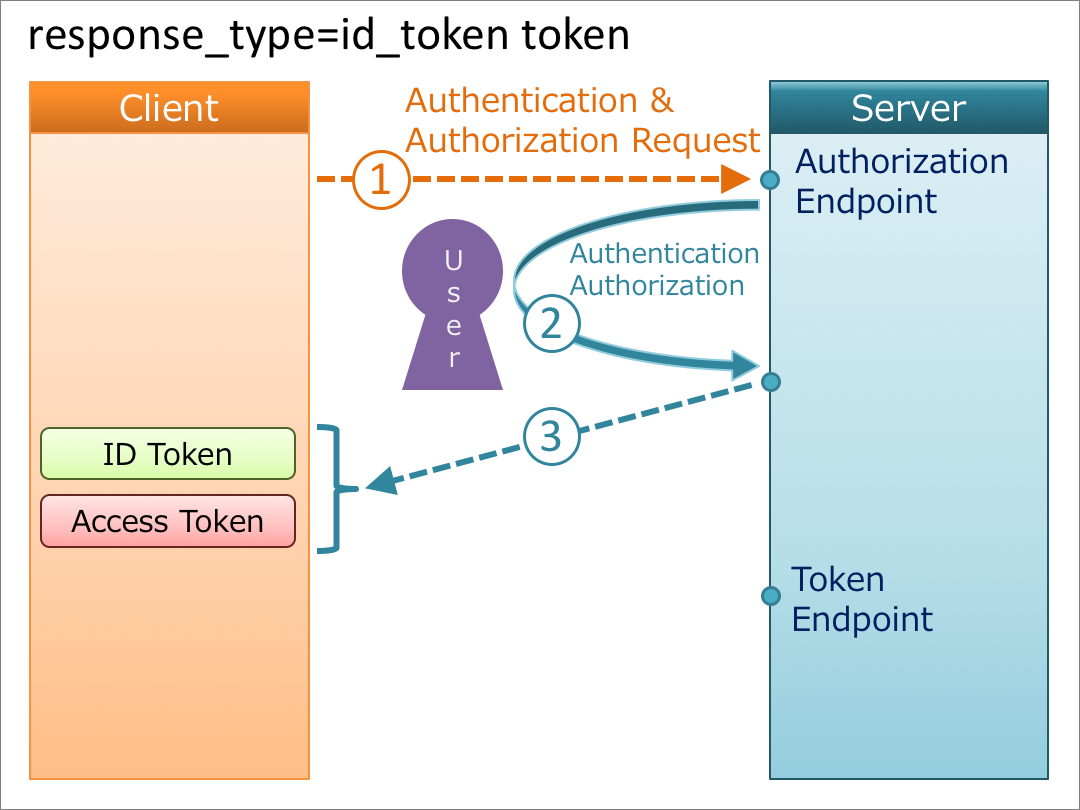 response_type=id_token token
Client
Authentication &
Authorization Request
Server
1
Authorization
Endpoint
User
Authentication
Authorization
2
3
ID Token
Access Token
Token
Endpoint